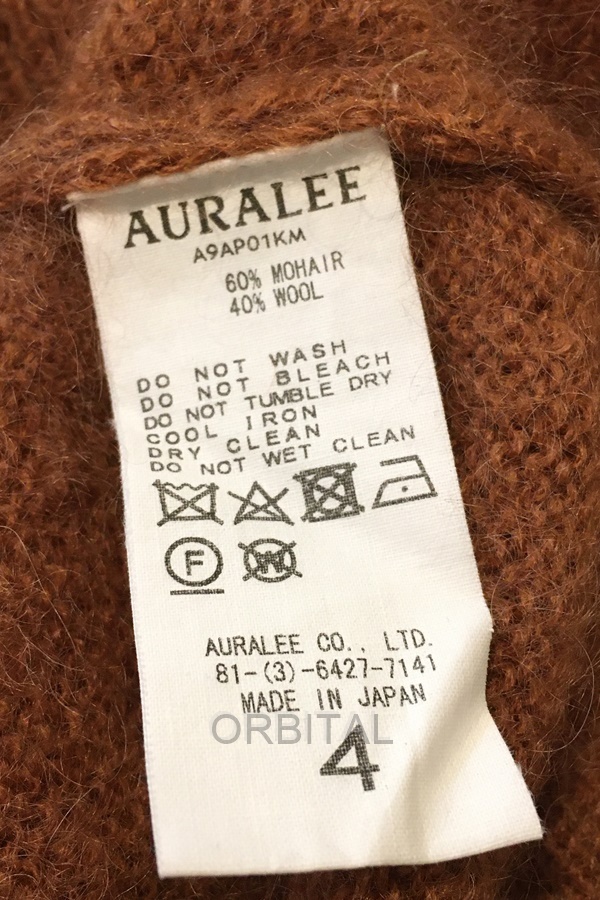 AURALEE
A9AP01KM
60% MOHAIR
40% WOOL
DO NOT WASH
DO NOT BLEACH
DO NOT TUMBLE DRY
COOL IRON
DRY CLEAN
DO NOT WET CLEAN
F
W
AURALEE CO., LTD.
81-(3)-6427-7141
MADE IN JAPAN
ORBITAL
4